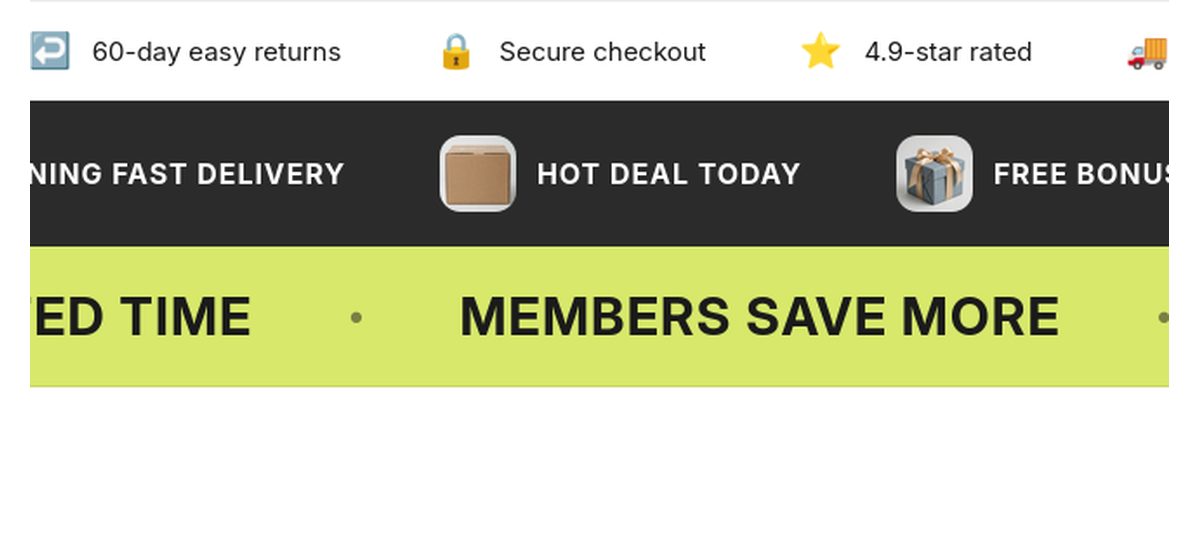 60-day easy returns Secure checkout 4.9-star rated
FAST DELIVERY HOT DEAL TODAY FREE
TIME • MEMBERS SAVE MORE •